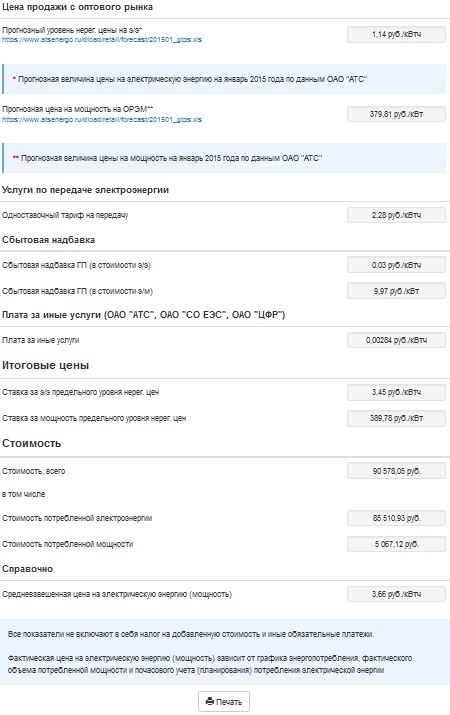 Цена продажи с оптового рынка
Прогнозный уровень нерег. цены на э/э* 1,14 руб./кВтч
https://www.atsenergo.ru/dload/retail/forecast/201501_gtps.xls
* Прогнозная величина цены на электрическую энергию на январь 2015 года по данным ОАО "АТС"
Прогнозная цена на мощность на ОРЭМ** 379,81 руб./кВт
https://www.atsenergo.ru/dload/retail/forecast/201501_gtps.xls
** Прогнозная величина цены на мощность на январь 2015 года по данным ОАО "АТС"
Услуги по передаче электроэнергии
Одноставочный тариф на передачу 2,28 руб./кВтч
Сбытовая надбавка
Сбытовая надбавка ГП (в стоимости э/э) 0,03 руб./кВтч
Сбытовая надбавка ГП (в стоимости э/м) 9,97 руб./кВт
Плата за иные услуги (ОАО "АТС", ОАО "СО ЕЭС", ОАО "ЦФР")
Плата за иные услуги 0,00284 руб./кВтч
Итоговые цены
Ставка за э/э предельного уровня нерег. цен 3,45 руб./кВтч
Ставка за мощность предельного уровня нерег. цен 389,78 руб./кВт
Стоимость
Стоимость, всего 90 578,05 руб.
в том числе
Стоимость потребленной электроэнергии 85 510,93 руб.
Стоимость потребленной мощности 5 067,12 руб.
Справочно
Средневзвешенная цена на электрическую энергию (мощность) 3,66 руб./кВтч
Все показатели не включают в себя налог на добавленную стоимость и иные обязательные платежи.
Фактическая цена на электрическую энергию (мощность) зависит от графика энергопотребления, фактического
объема потребленной мощности и почасового учета (планирования) потребления электрической энергии
Печать